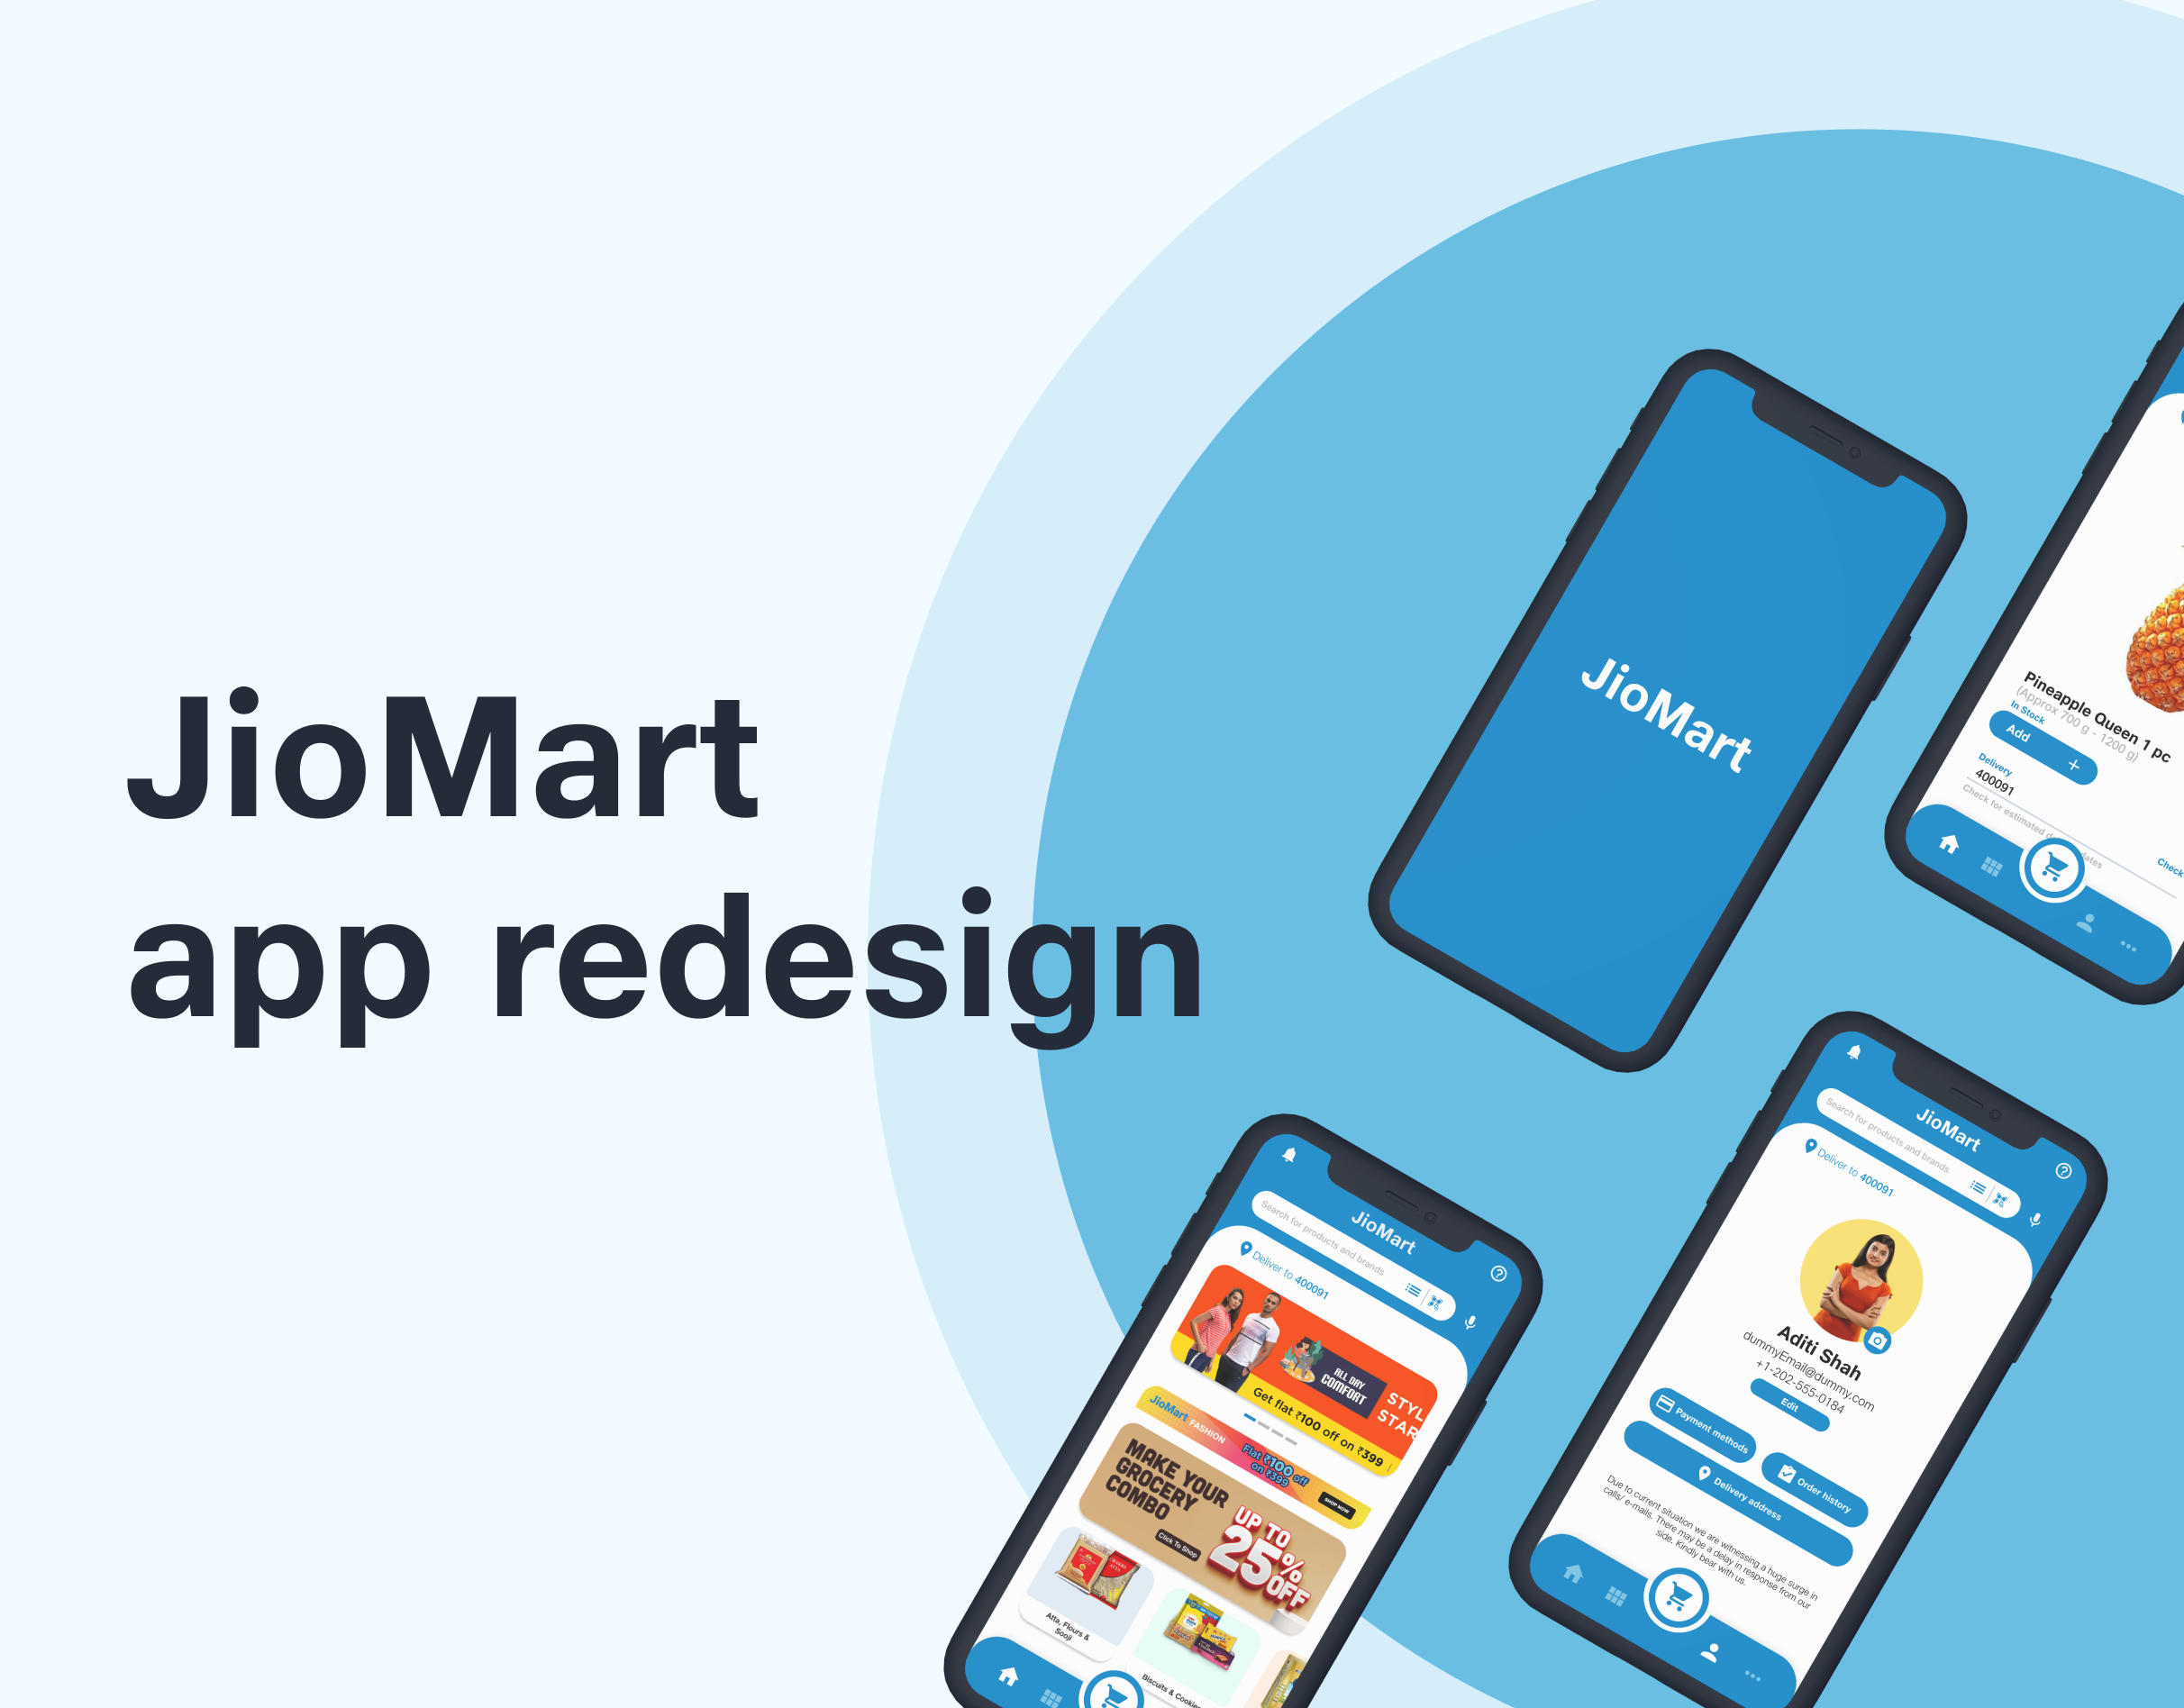 JioMart
app redesign
JioMart
Pineapple Queen 1 pc
(Approx 700 g - 1200 g)
In Stock
Add
Delivery
400091
Check for estimated
dates
Check
JioMart
Search for products and brands
Deliver to 400091
ALL DAY
COMFORT
STYL
STAR
Get flat ₹100 off on ₹399
JioMart FASHION
Flat ₹100 off
on ₹399
SHOP NOW
MAKE YOUR
GROCERY
COMBO
Click To Shop
UP TO
25%
OFF
Atta, Flours &
Sooji
Biscuits & Cookies
JioMart
Search for products and brands
Deliver to 400091
Aditi Shah
dummyEmail@dummy.com
+1-202-555-0184
Edit
Payment methods
Order history
Delivery address
Due to current situation we are witnessing a huge surge in
calls/ e-mails. There may be a delay in response from our
side. Kindly bear with us.